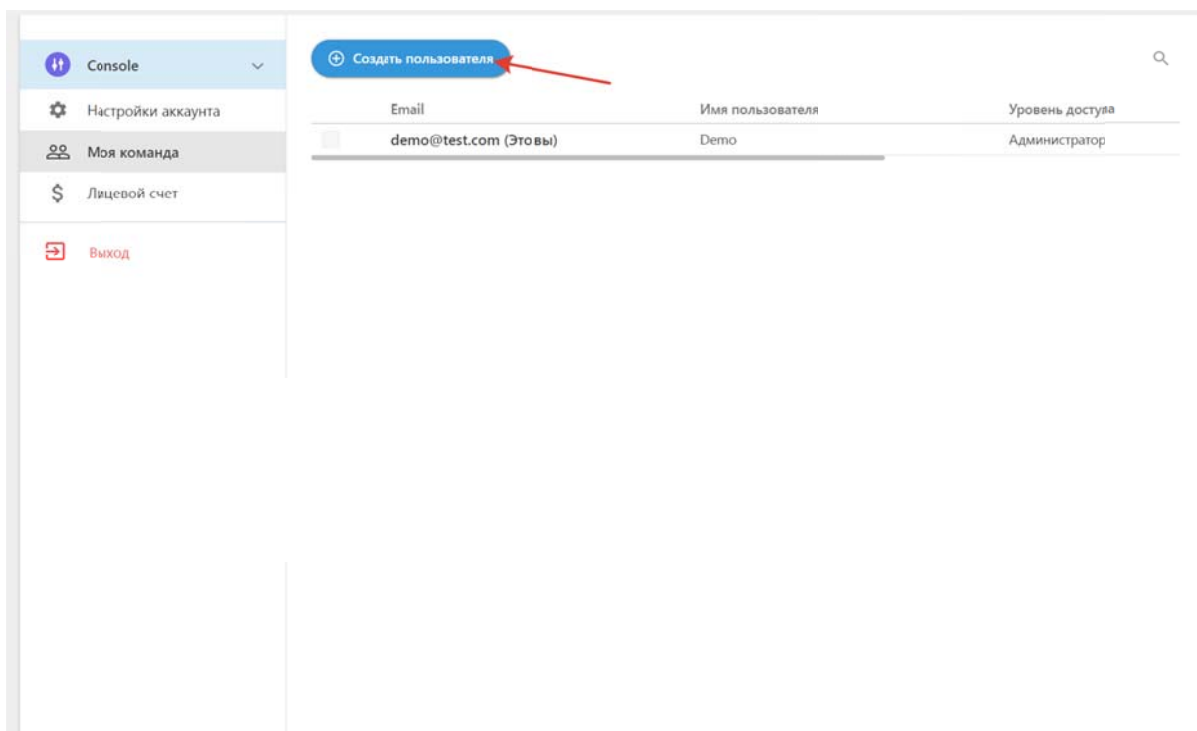 Console
Создать пользователя
Настройки аккаунта
Моя команда
Лицевой счет
Выход
Email Имя пользователя Уровень доступа
demo@test.com (Это вы) Demo Администратор